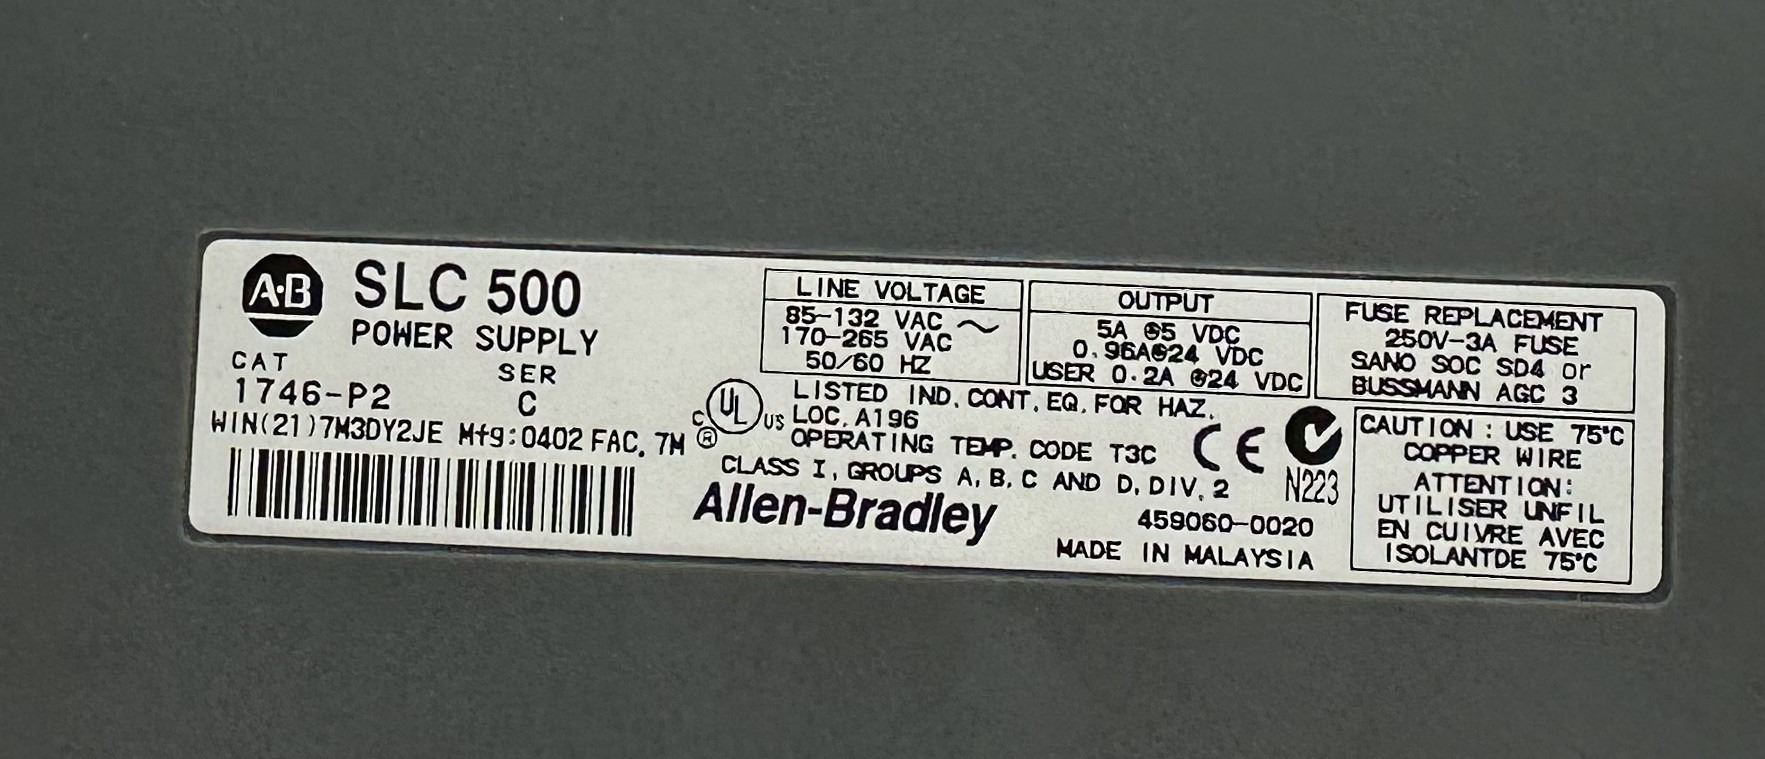 A·B SLC 500
POWER SUPPLY
CAT SER
1746-P2 C
WIN(21)7M3DY2JE Mfg:0402 FAC. 7M
LINE VOLTAGE
85-132 VAC ~
170-265 VAC
50/60 HZ
OUTPUT
5A @5 VDC
0.96A@24 VDC
USER 0.2A @24 VDC
FUSE REPLACEMENT
250V-3A FUSE
SANO SOC SD4 or
BUSSMANN AGC 3
C UL US ®
LISTED IND. CONT. EQ. FOR HAZ.
LOC. A196
OPERATING TEMP. CODE T3C
CLASS I, GROUPS A, B, C AND D, DIV. 2
CE
N223
Allen-Bradley
459060-0020
MADE IN MALAYSIA
CAUTION : USE 75°C
COPPER WIRE
ATTENTION:
UTILISER UNFIL
EN CUIVRE AVEC
ISOLANTDE 75°C